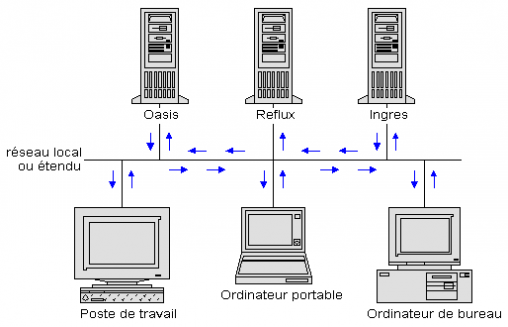 Oasis
Reflux
Ingres
réseau local
ou étendu
Poste de travail
Ordinateur portable
Ordinateur de bureau